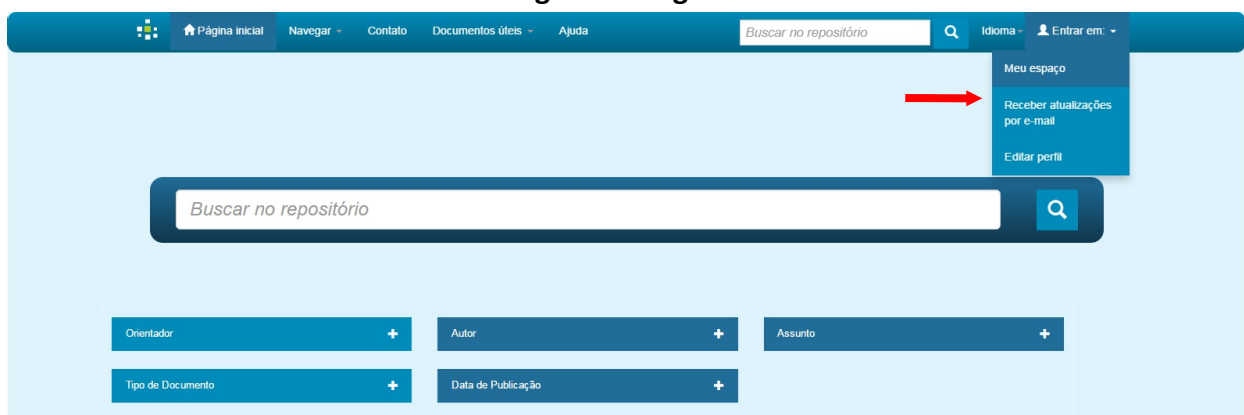 Página inicial Navegar Contato Documentos úteis Ajuda Buscar no repositório Idioma Entrar em:
Meu espaço
Receber atualizações
por e-mail
Editar perfil
Buscar no repositório
Orientador Autor Assunto
Tipo de Documento Data de Publicação